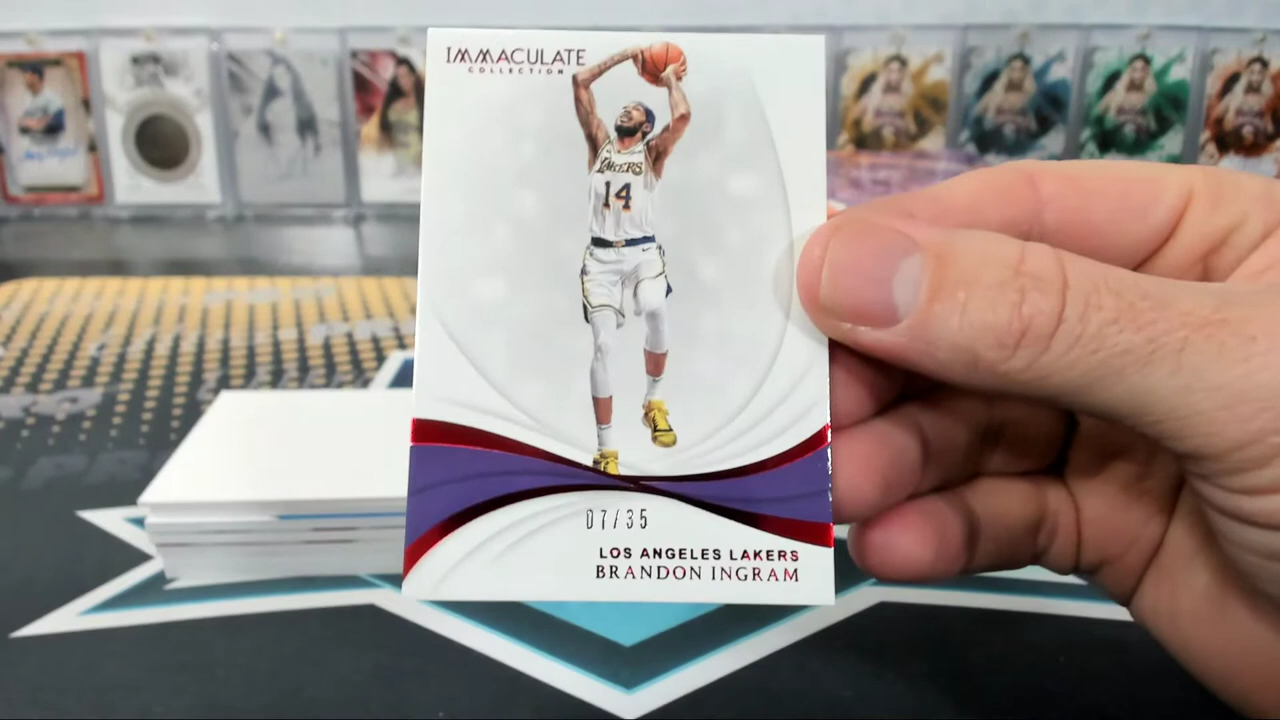 IMMACULATE
COLLECTION
LAKERS
14
07/35
LOS ANGELES LAKERS
BRANDON INGRAM